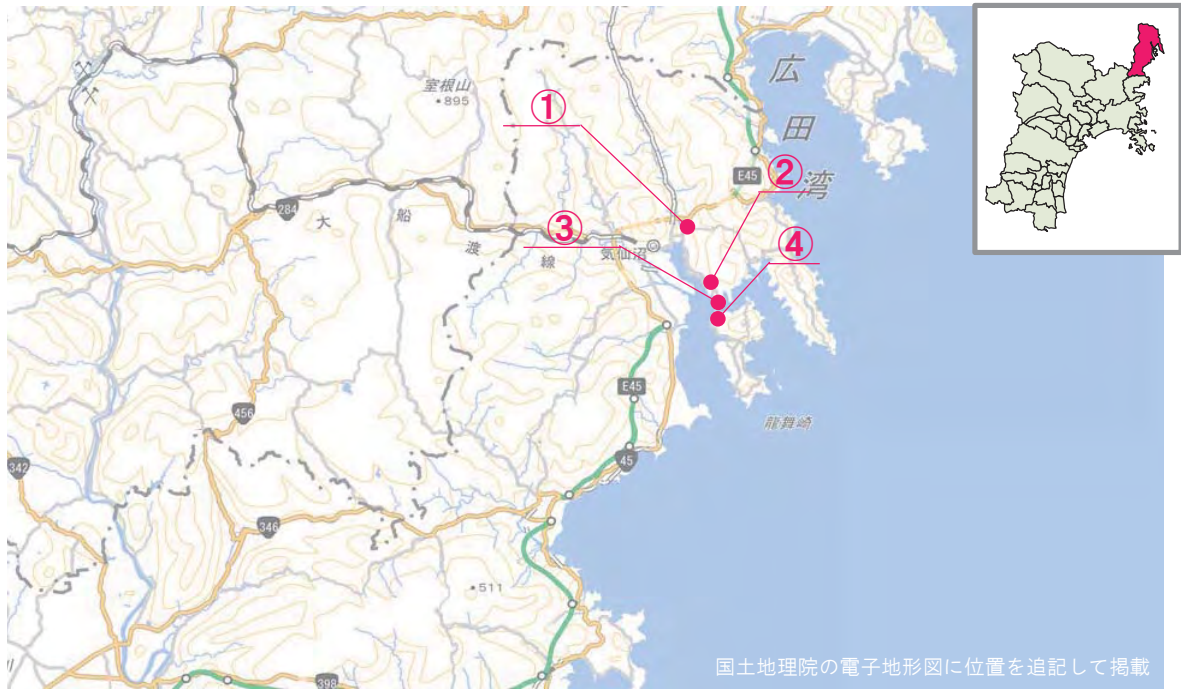 室根山
・895
広
田
湾
①
②
③
④
E45
284
大
船
渡
線
気仙沼
E45
456
龍舞崎
342
45
346
・511
398
国土地理院の電子地形図に位置を追記して掲載